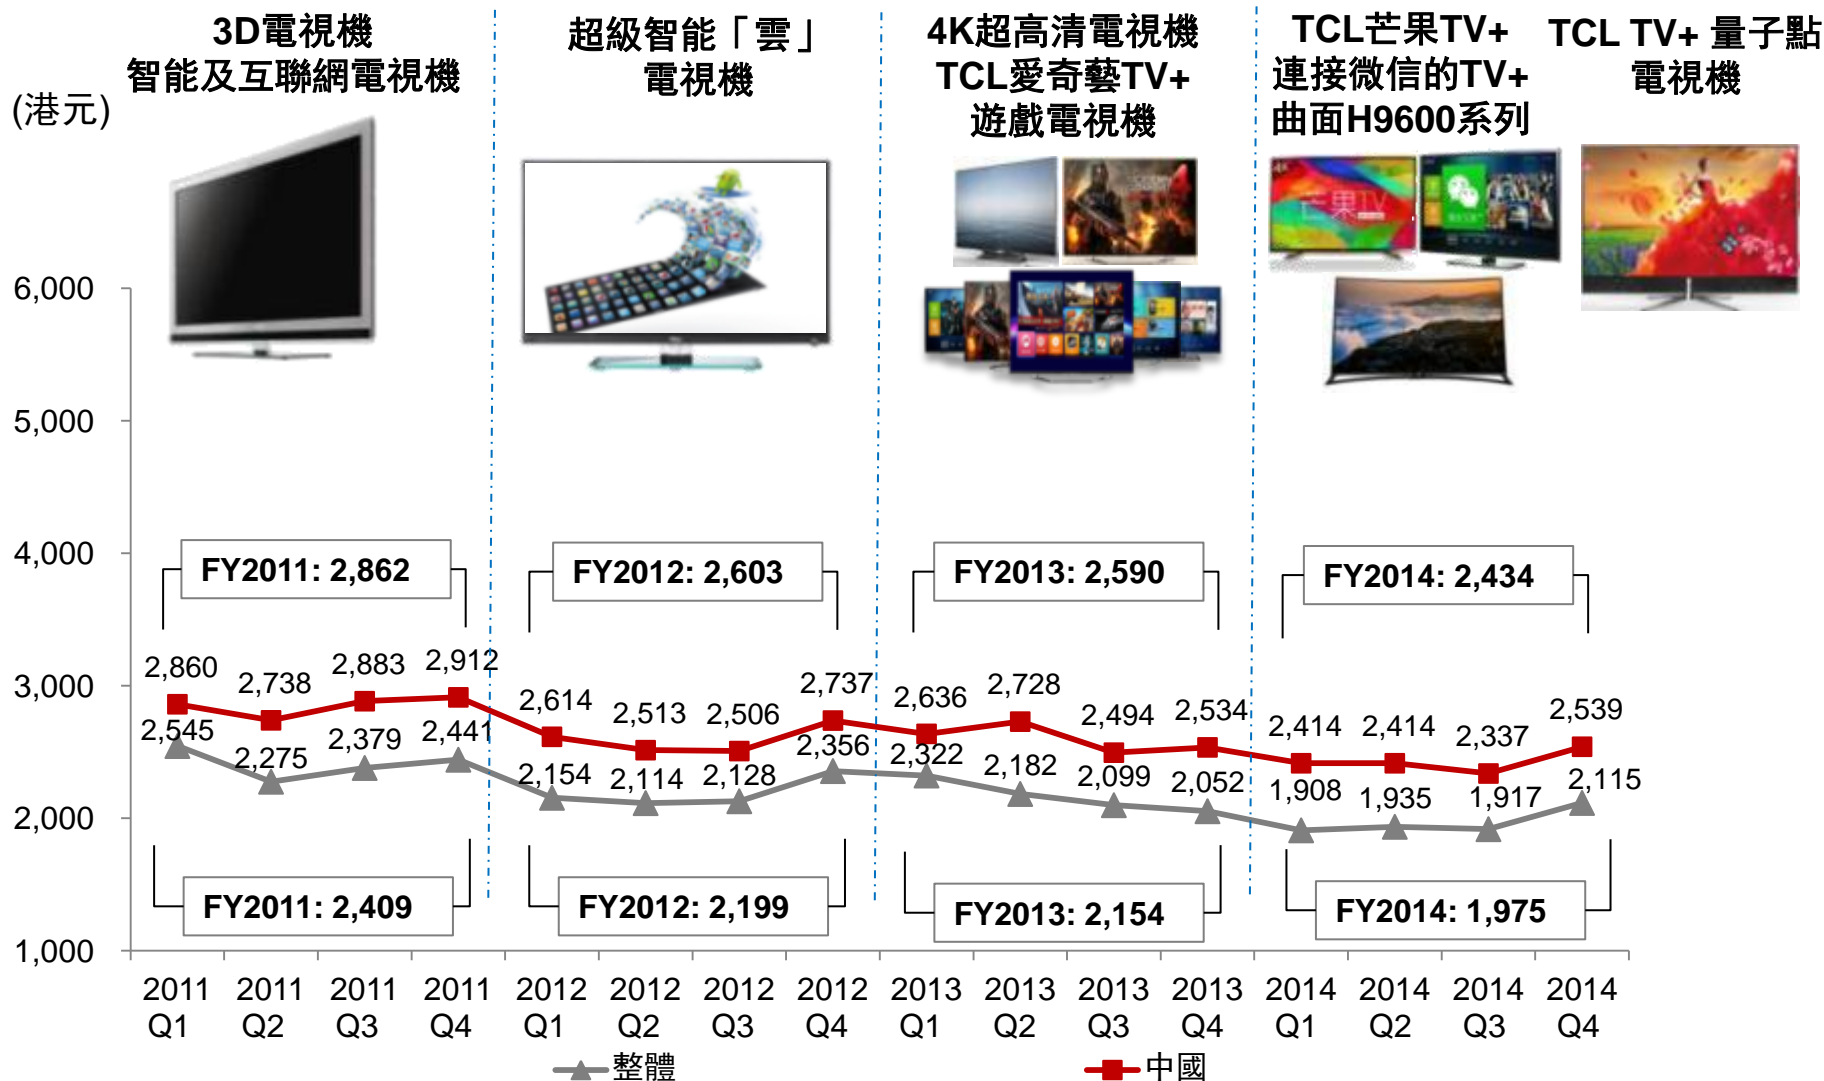 3D電視機
智能及互聯網電視機
超級智能「雲」
電視機
4K超高清電視機
TCL愛奇藝TV+
遊戲電視機
TCL芒果TV+
連接微信的TV+
曲面H9600系列
TCL TV+ 量子點
電視機
(港元)
芒果TV
6,000
5,000
4,000
3,000
2,000
1,000
FY2011: 2,862
FY2012: 2,603
FY2013: 2,590
FY2014: 2,434
2,860
2,738
2,883
2,912
2,614
2,513
2,506
2,737
2,636
2,728
2,494
2,534
2,414
2,414
2,337
2,539
2,545
2,275
2,379
2,441
2,154
2,114
2,128
2,356
2,322
2,182
2,099
2,052
1,908
1,935
1,917
2,115
FY2011: 2,409
FY2012: 2,199
FY2013: 2,154
FY2014: 1,975
2011 Q1
2011 Q2
2011 Q3
2011 Q4
2012 Q1
2012 Q2
2012 Q3
2012 Q4
2013 Q1
2013 Q2
2013 Q3
2013 Q4
2014 Q1
2014 Q2
2014 Q3
2014 Q4
整體
中國